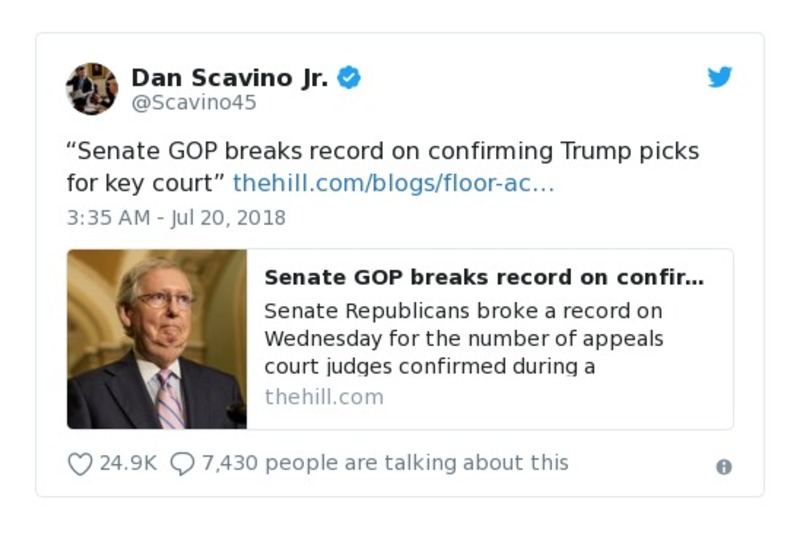 Dan Scavino Jr.
@Scavino45
“Senate GOP breaks record on confirming Trump picks
for key court” thehill.com/blogs/floor-ac…
3:35 AM - Jul 20, 2018
Senate GOP breaks record on confir...
Senate Republicans broke a record on
Wednesday for the number of appeals
court judges confirmed during a
thehill.com
24.9K 7,430 people are talking about this